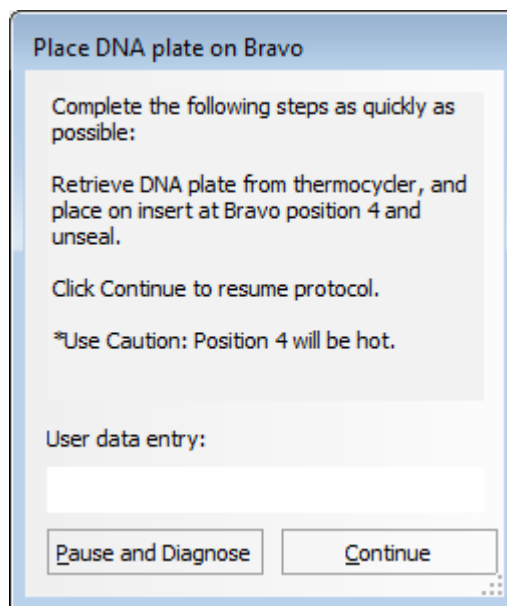 Place DNA plate on Bravo
Complete the following steps as quickly as
possible:
Retrieve DNA plate from thermocycler, and
place on insert at Bravo position 4 and
unseal.
Click Continue to resume protocol.
*Use Caution: Position 4 will be hot.
User data entry:
Pause and Diagnose
Continue